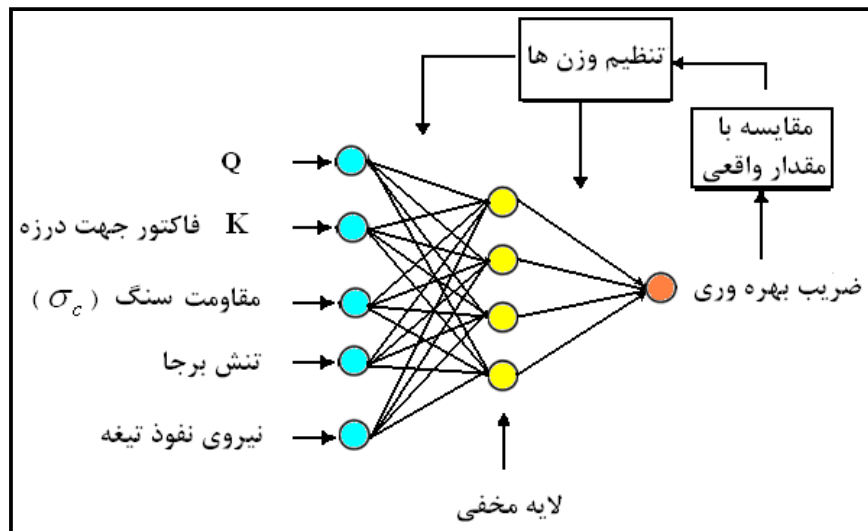 تنظیم وزن ها
مقایسه با
مقدار واقعی
Q
K فاکتور جهت درزه
مقاومت سنگ (σc)
تنش برجا
نیروی نفوذ تیغه
ضریب بهره وری
لایه مخفی